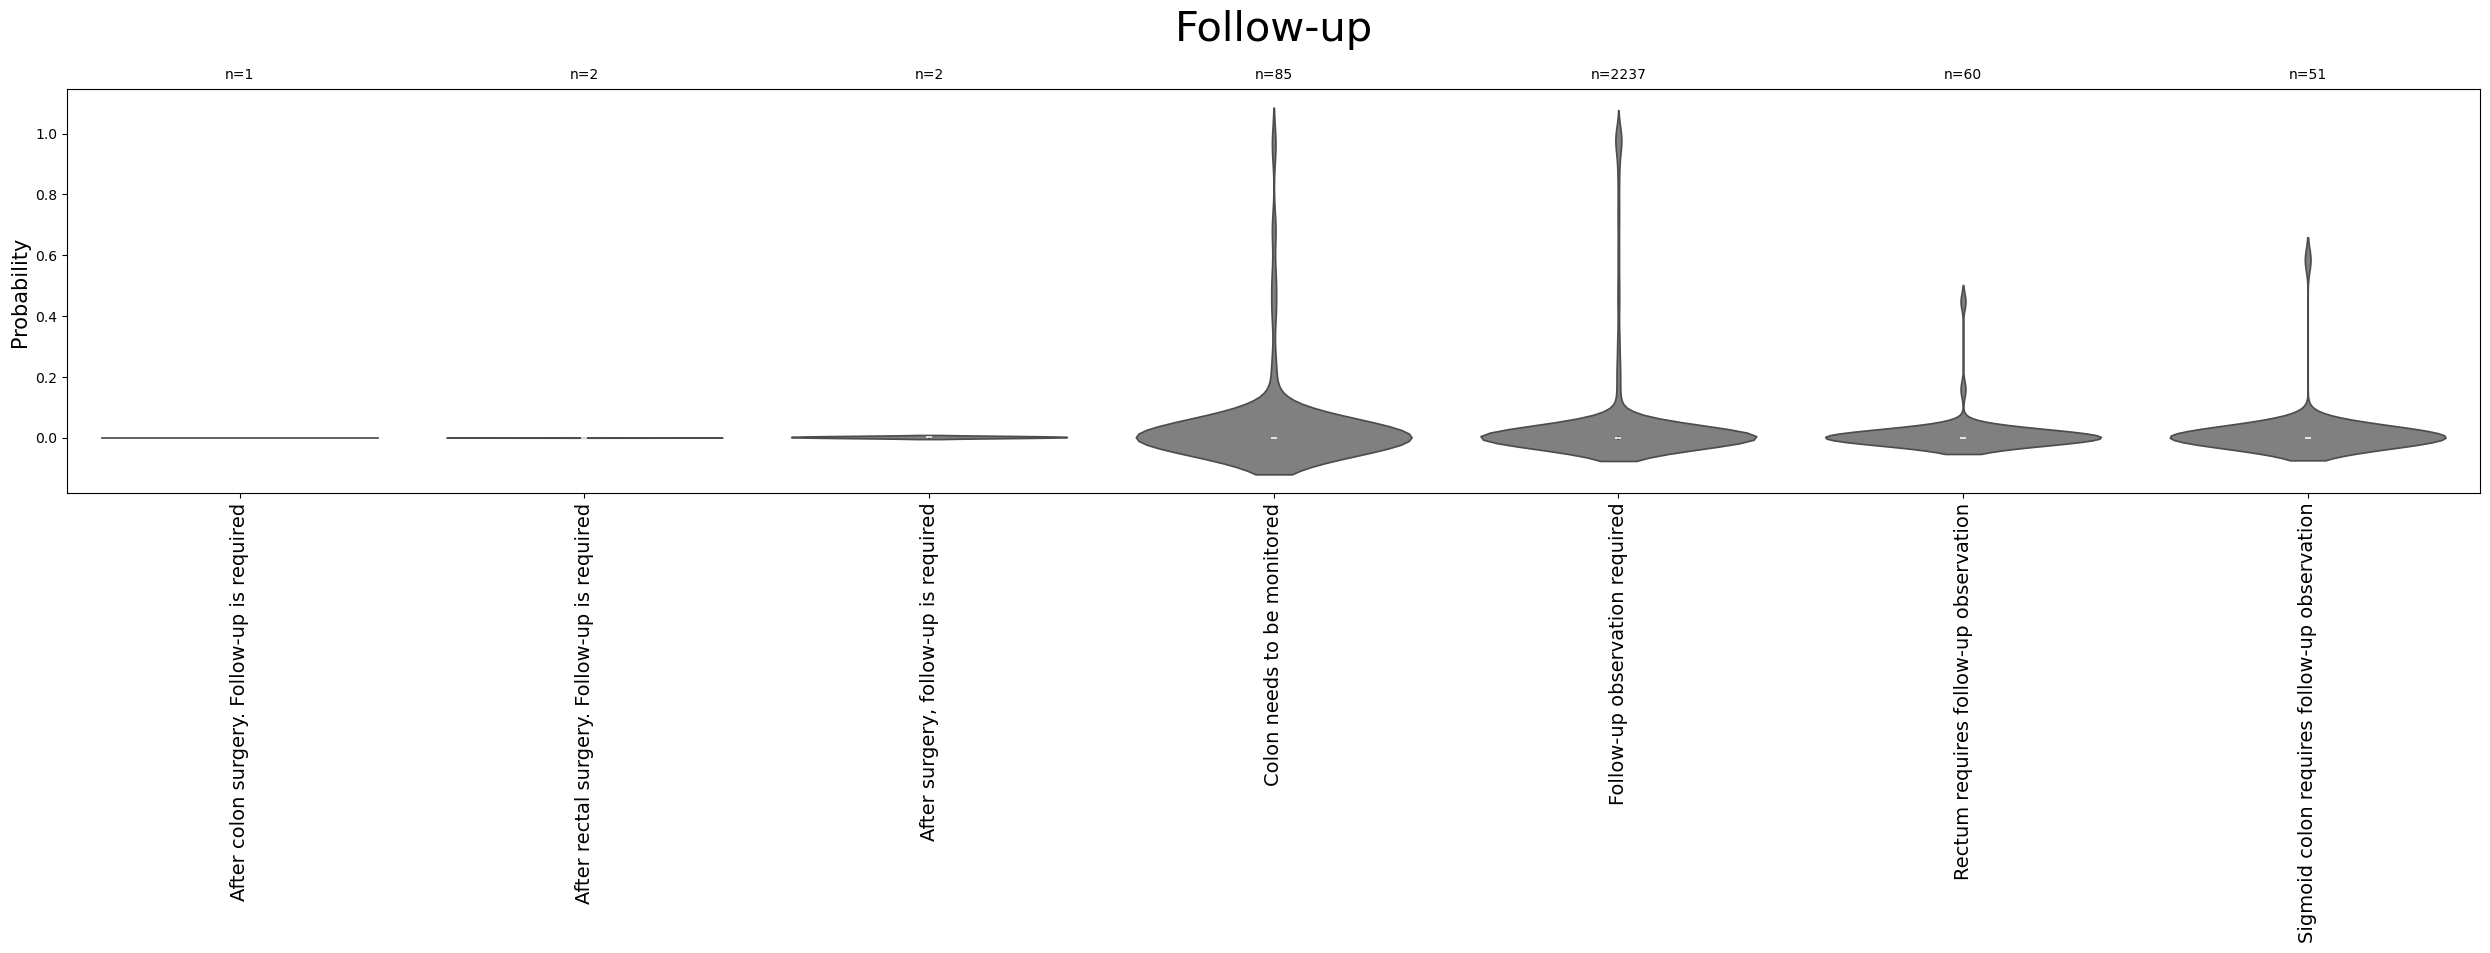 Follow-up
n=1
n=2
n=2
n=85
n=2237
n=60
n=51
Probability
1.0
0.8
0.6
0.4
0.2
0.0
After colon surgery. Follow-up is required
After rectal surgery. Follow-up is required
After surgery, follow-up is required
Colon needs to be monitored
Follow-up observation required
Rectum requires follow-up observation
Sigmoid colon requires follow-up observation